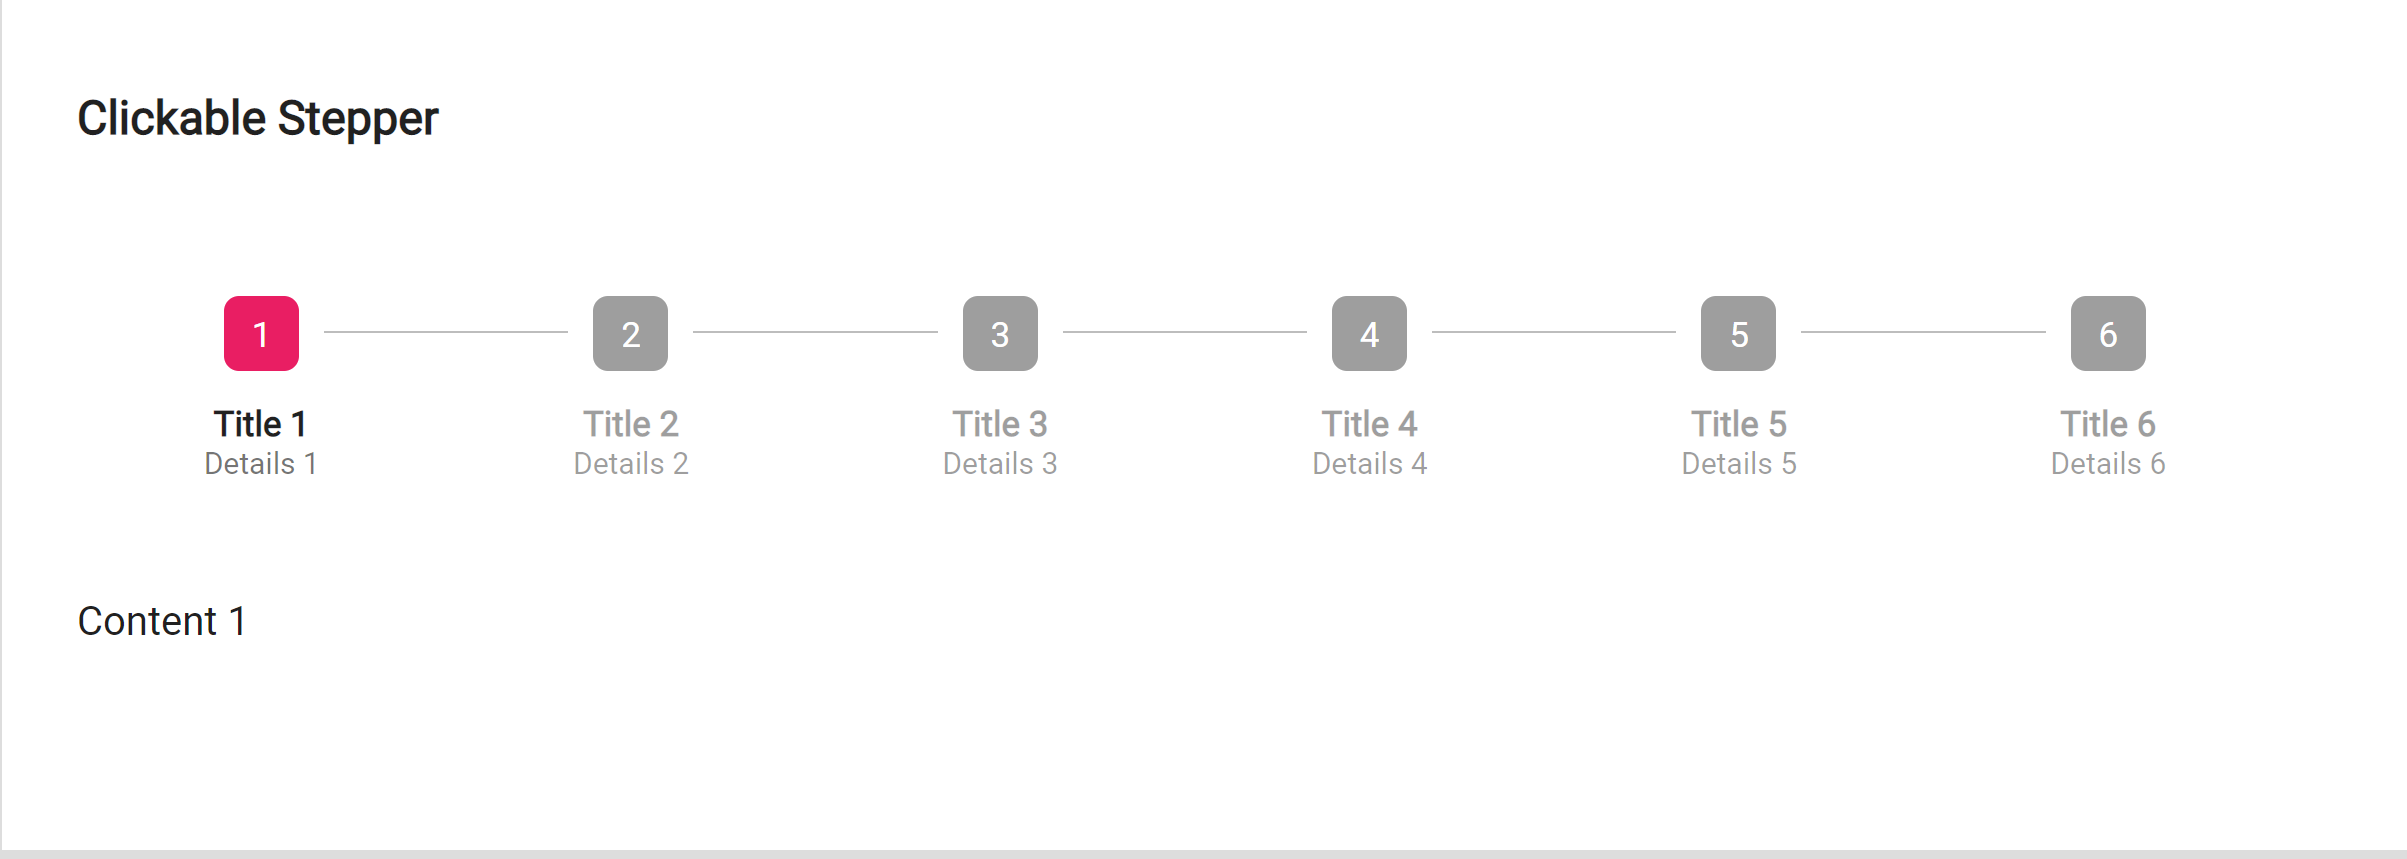 Clickable Stepper
1 2 3 4 5 6
Title 1 Title 2 Title 3 Title 4 Title 5 Title 6
Details 1 Details 2 Details 3 Details 4 Details 5 Details 6
Content 1